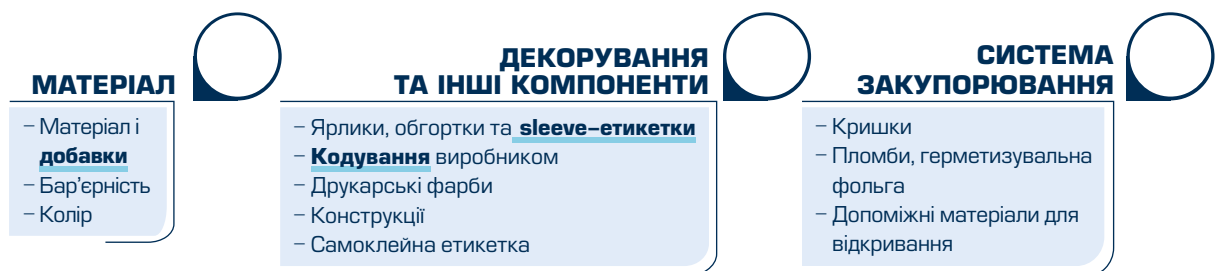 МАТЕРІАЛ
– Матеріал і
добавки
– Бар'єрність
– Колір
ДЕКОРУВАННЯ
ТА ІНШІ КОМПОНЕНТИ
– Ярлики, обгортки та sleeve-етикетки
– Кодування виробником
– Друкарські фарби
– Конструкції
– Самоклейна етикетка
СИСТЕМА
ЗАКУПОРЮВАННЯ
– Кришки
– Пломби, герметизувальна
фольга
– Допоміжні матеріали для
відкривання